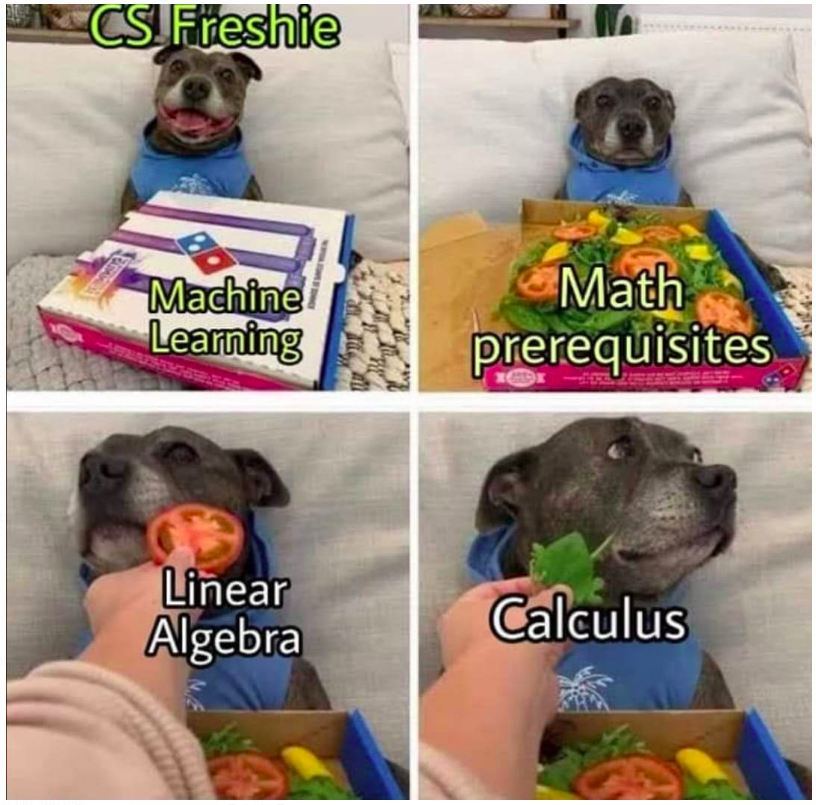 CS Freshie
Machine
Learning
Math
prerequisites
Linear
Algebra
Calculus